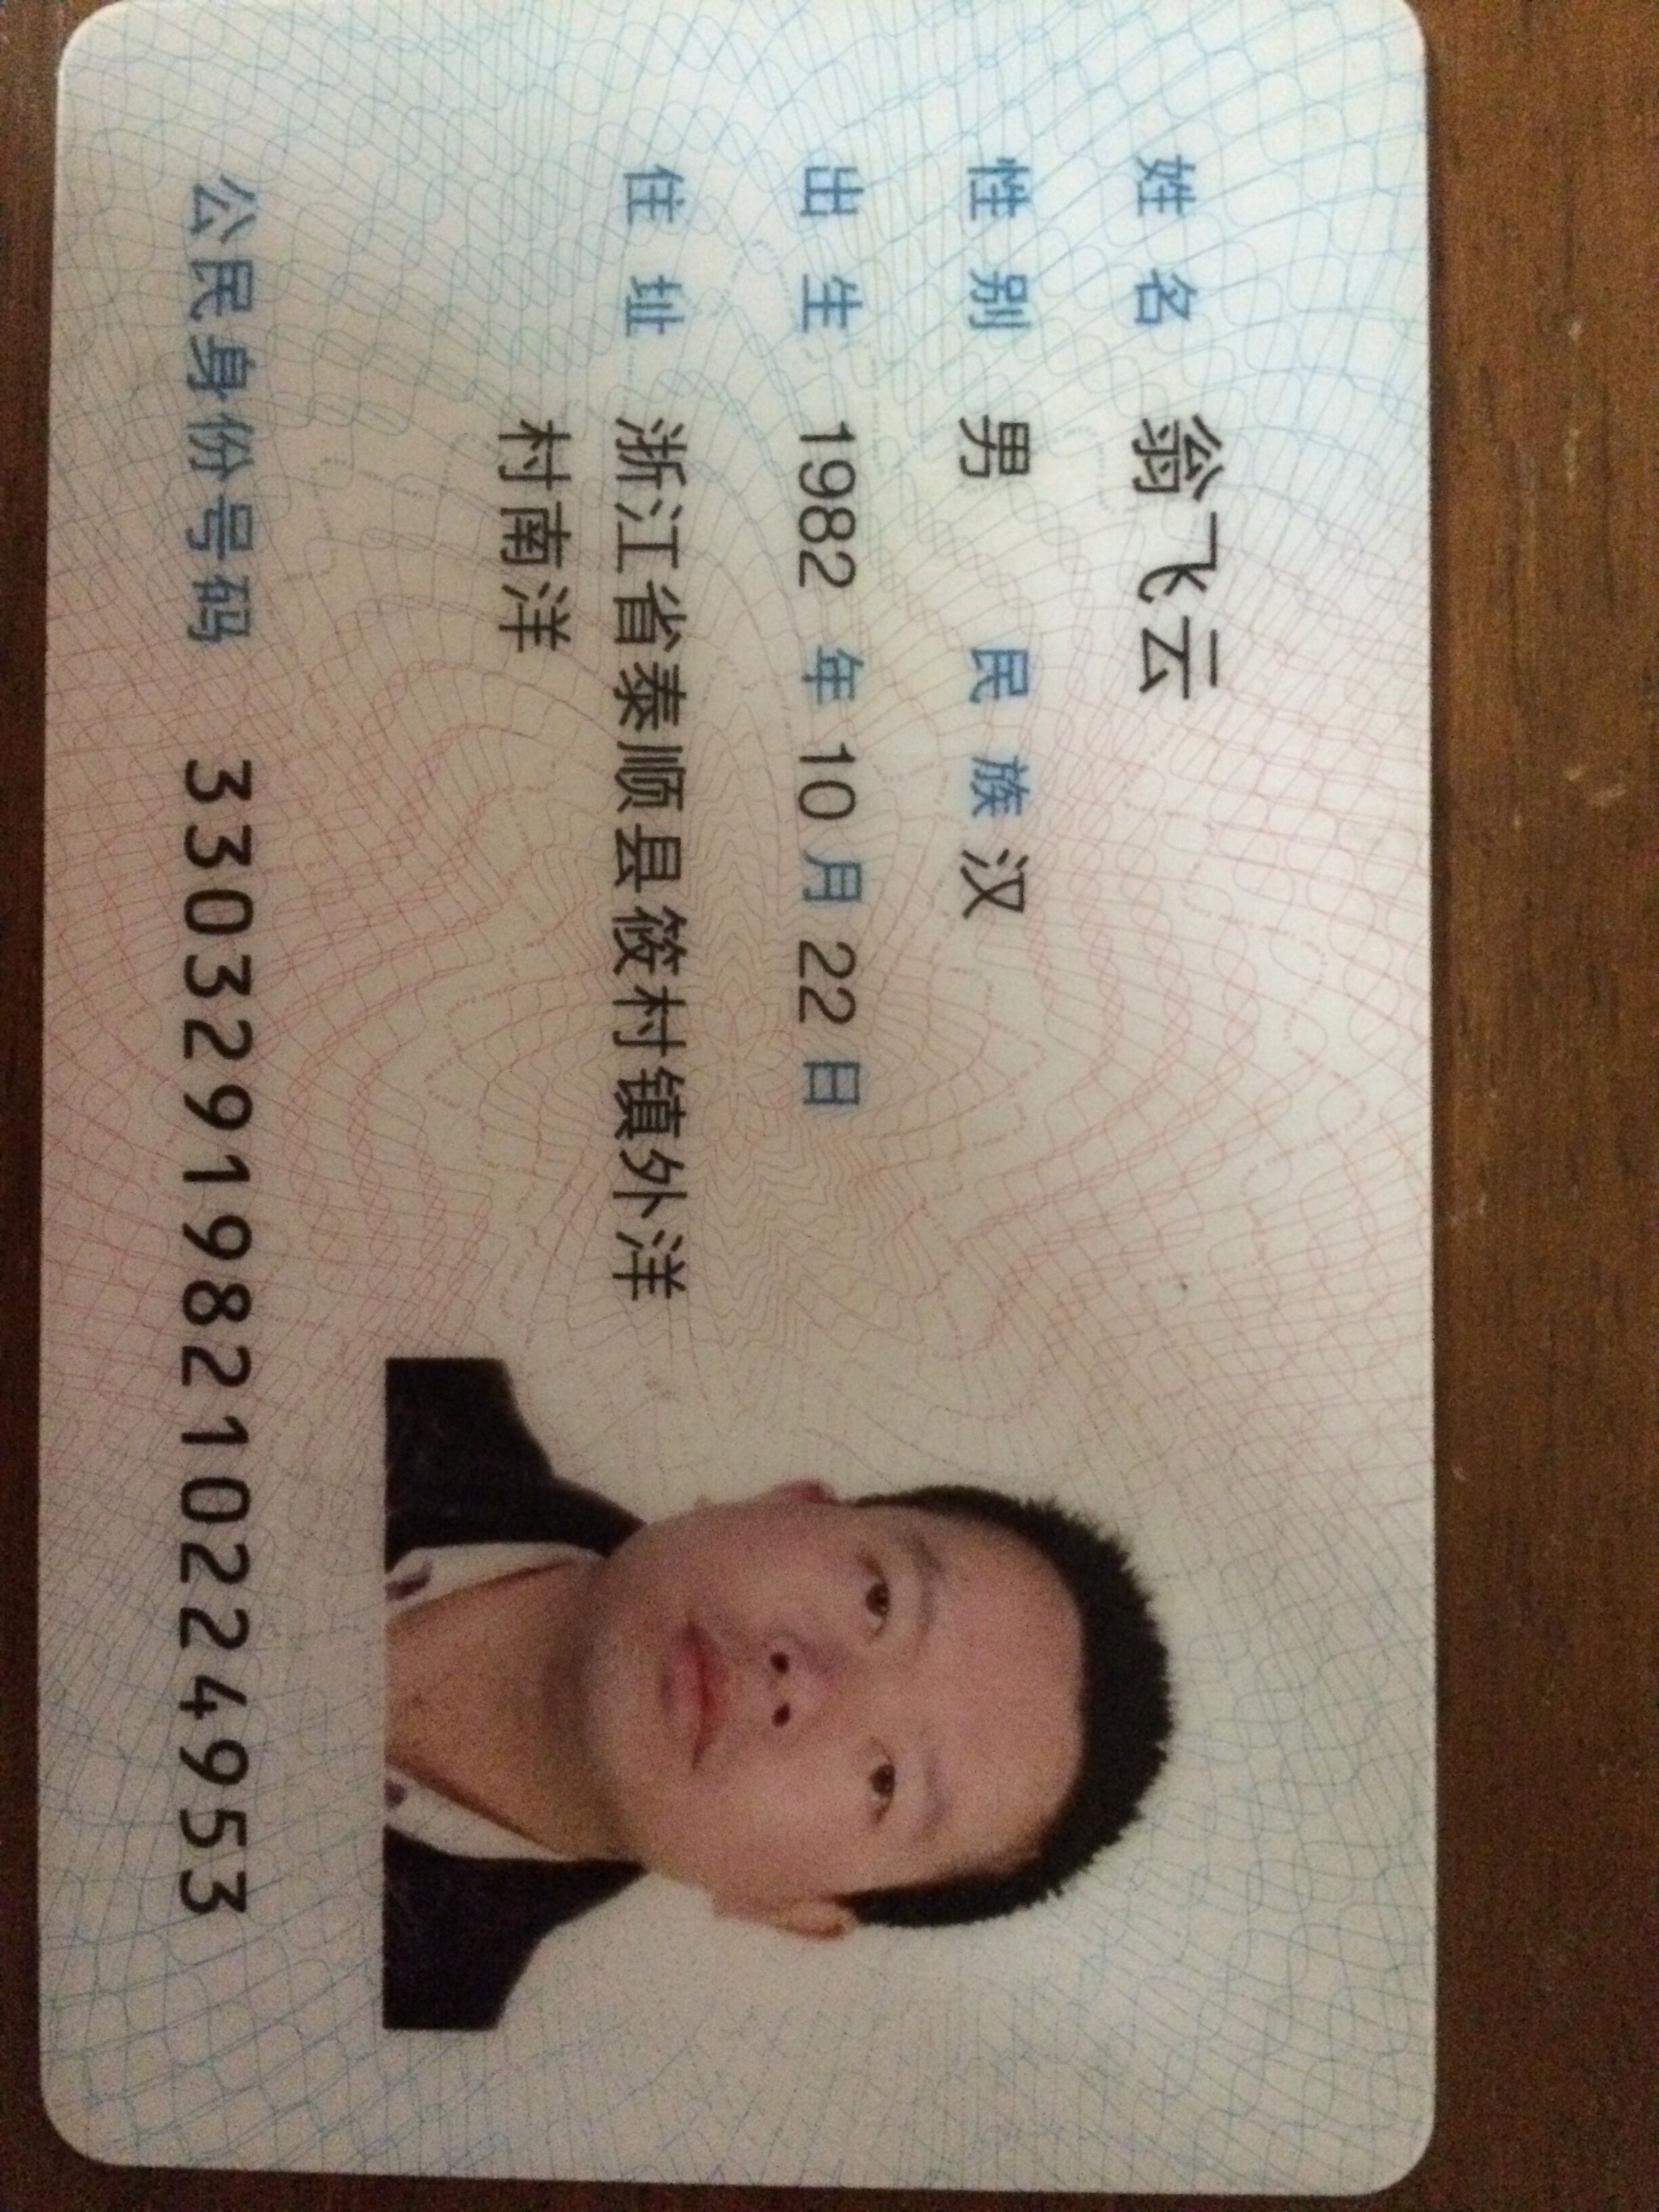 姓名 翁飞云
性别 男 民族 汉
出生 1982 年 10 月 22 日
住址 浙江省泰顺县筱村镇外洋
村南洋
公民身份号码 330329198210224953